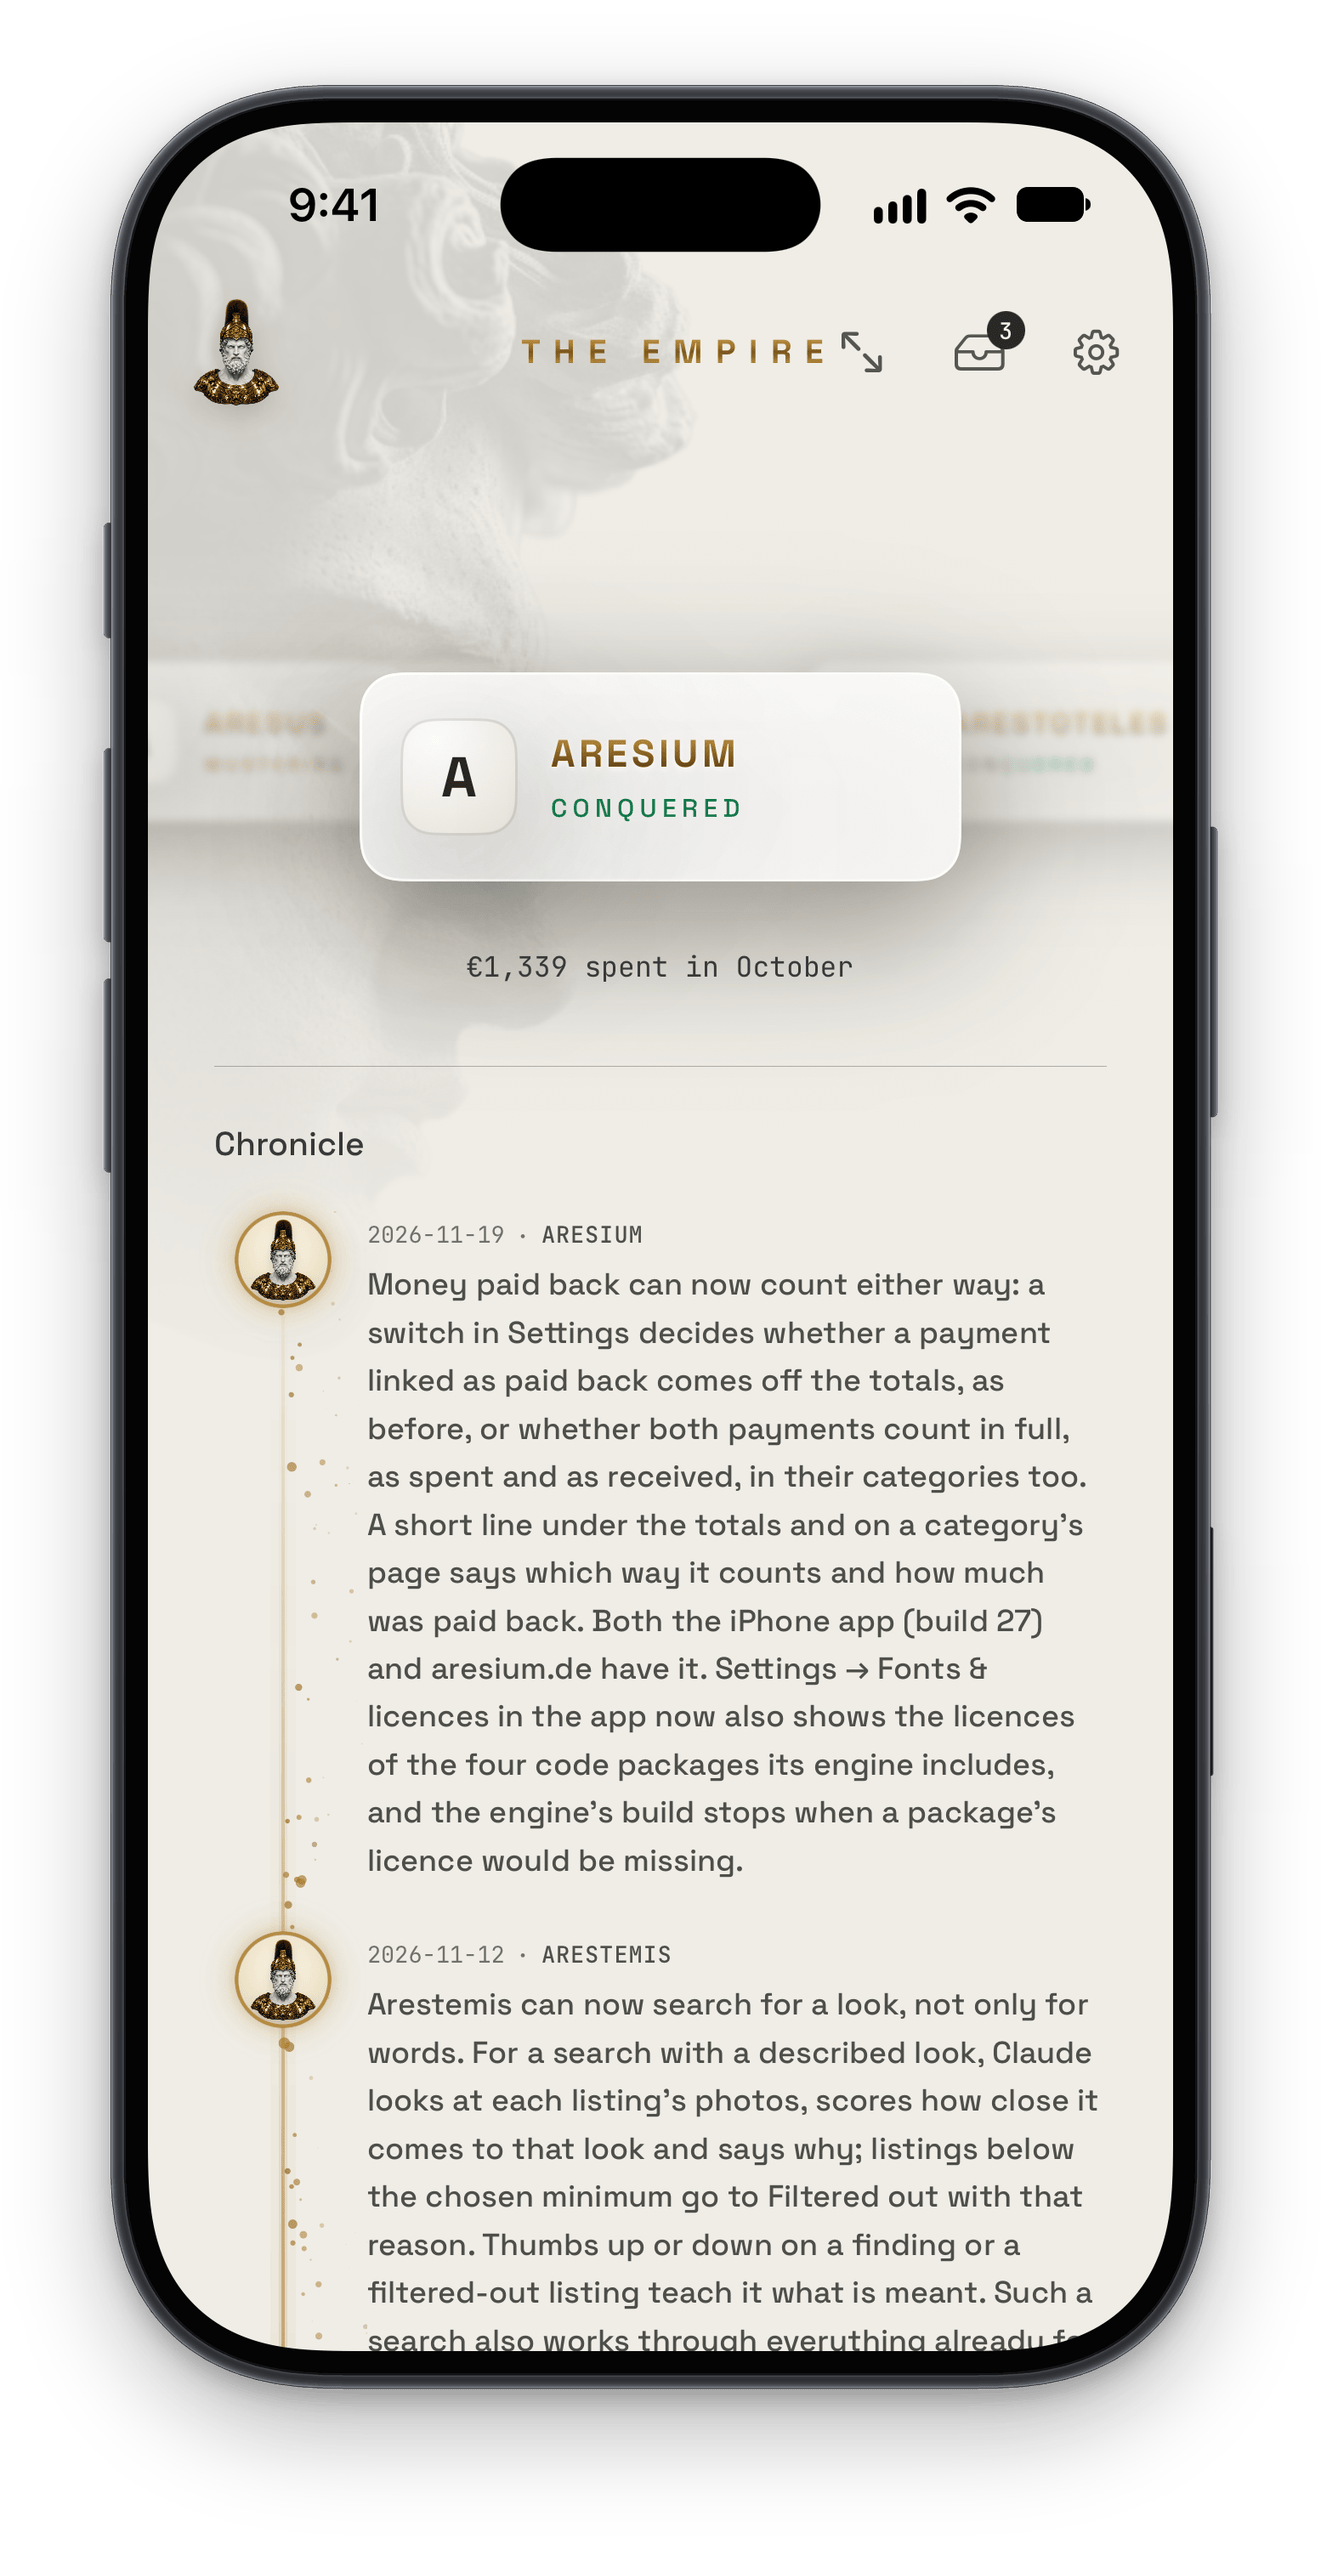 9:41
THE EMPIRE
3
ARESUS
ARESTOTELES
A
ARESIUM
CONQUERED
€1,339 spent in October
Chronicle
2026-11-19 · ARESIUM
Money paid back can now count either way: a
switch in Settings decides whether a payment
linked as paid back comes off the totals, as
before, or whether both payments count in full,
as spent and as received, in their categories too.
A short line under the totals and on a category’s
page says which way it counts and how much
was paid back. Both the iPhone app (build 27)
and aresium.de have it. Settings → Fonts &
licences in the app now also shows the licences
of the four code packages its engine includes,
and the engine’s build stops when a package’s
licence would be missing.
2026-11-12 · ARESTEMIS
Arestemis can now search for a look, not only for
words. For a search with a described look, Claude
looks at each listing’s photos, scores how close it
comes to that look and says why; listings below
the chosen minimum go to Filtered out with that
reason. Thumbs up or down on a finding or a
filtered-out listing teach it what is meant. Such a
search also works through everything already